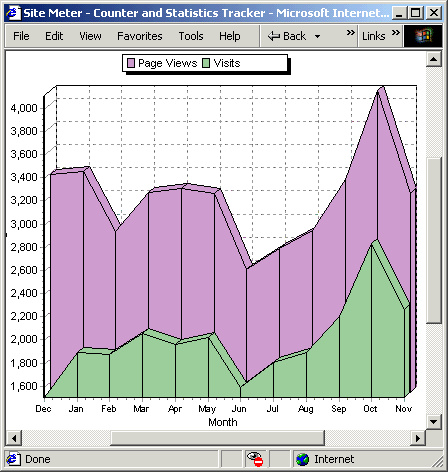 Site Meter - Counter and Statistics Tracker - Microsoft Internet...
File Edit View Favorites Tools Help Back » Links »
Page Views Visits
4,000
3,800
3,600
3,400
3,200
3,000
2,800
2,600
2,400
2,200
2,000
1,800
1,600
Dec Jan Feb Mar Apr May Jun Jul Aug Sep Oct Nov
Month
Done Internet